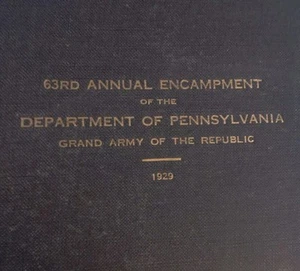 63RD ANNUAL ENCAMPMENT
OF THE
DEPARTMENT OF PENNSYLVANIA
GRAND ARMY OF THE REPUBLIC
1929